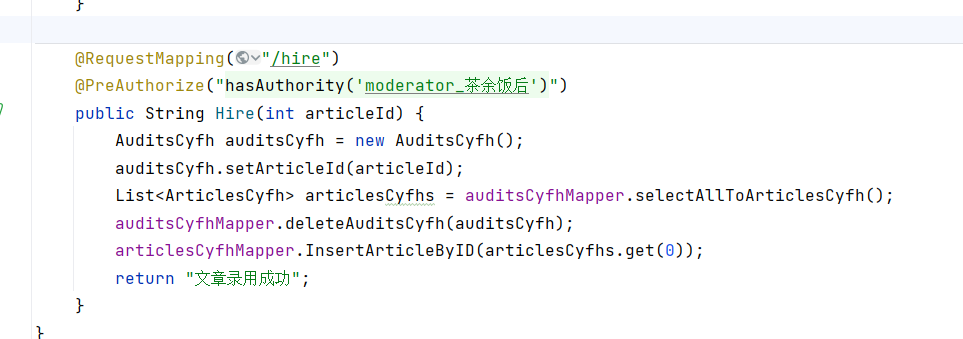 }
@RequestMapping("/hire")
@PreAuthorize("hasAuthority('moderator_茶余饭后')")
public String Hire(int articleId) {
AuditsCyfh auditsCyfh = new AuditsCyfh();
auditsCyfh.setArticleId(articleId);
List<ArticlesCyfh> articlesCyfhs = auditsCyfhMapper.selectAllToArticlesCyfh();
auditsCyfhMapper.deleteAuditsCyfh(auditsCyfh);
articlesCyfhMapper.InsertArticleByID(articlesCyfhs.get(0));
return "文章录用成功";
}
}